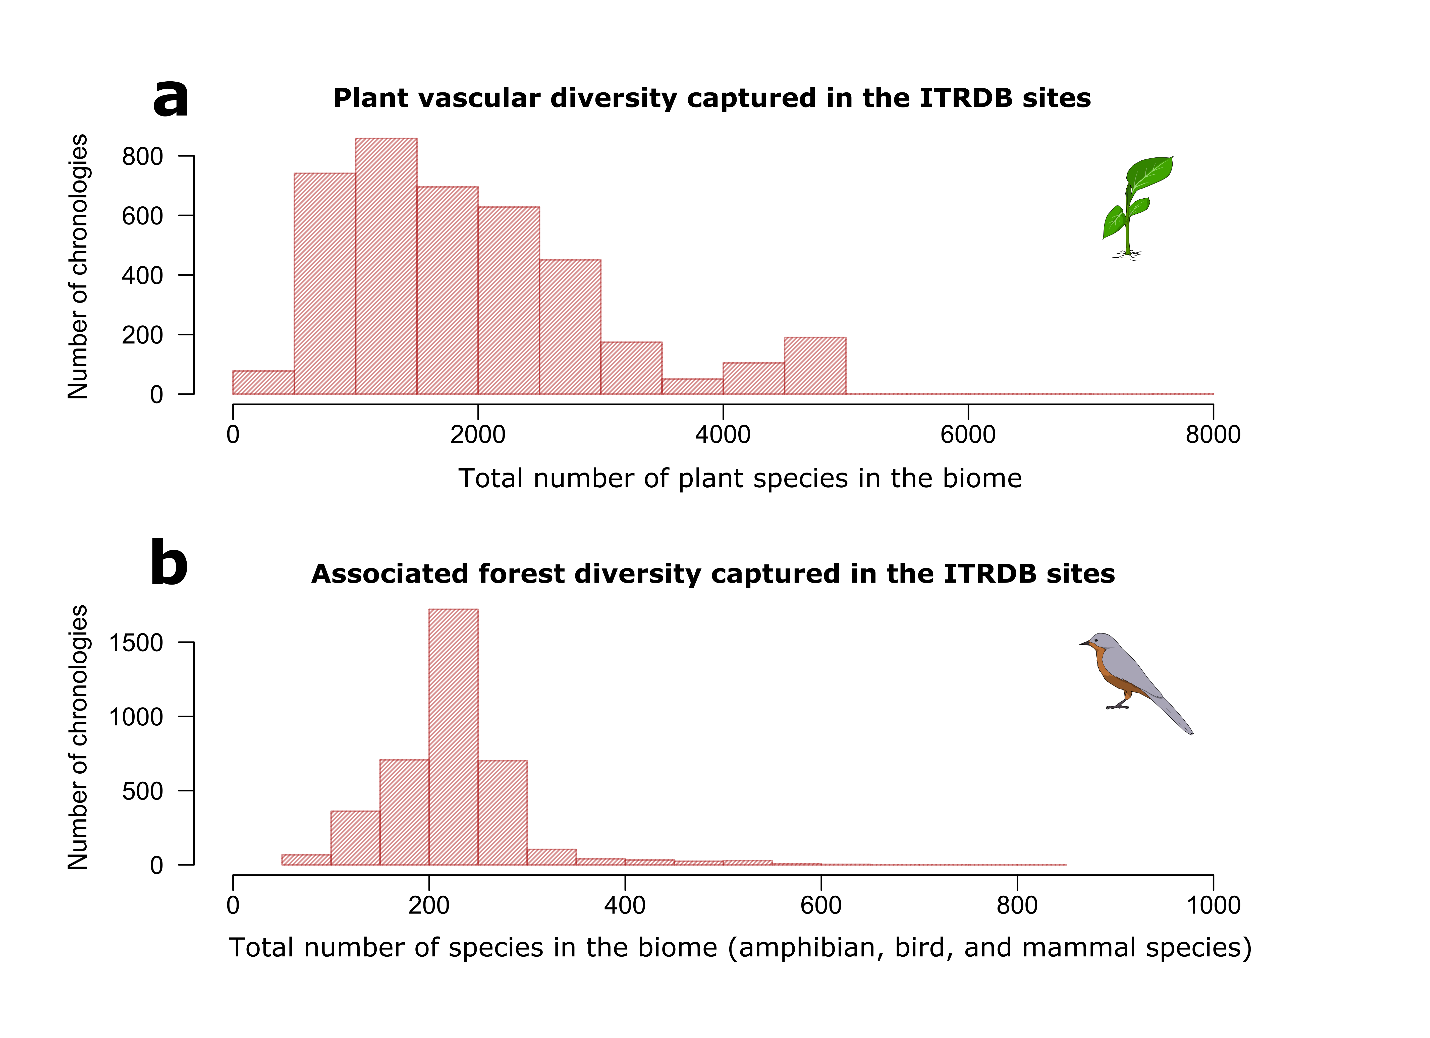 a
Plant vascular diversity captured in the ITRDB sites
Number of chronologies
800
600
400
200
0
0 2000 4000 6000 8000
Total number of plant species in the biome
b
Associated forest diversity captured in the ITRDB sites
Number of chronologies
1500
1000
500
0
0 200 400 600 800 1000
Total number of species in the biome (amphibian, bird, and mammal species)